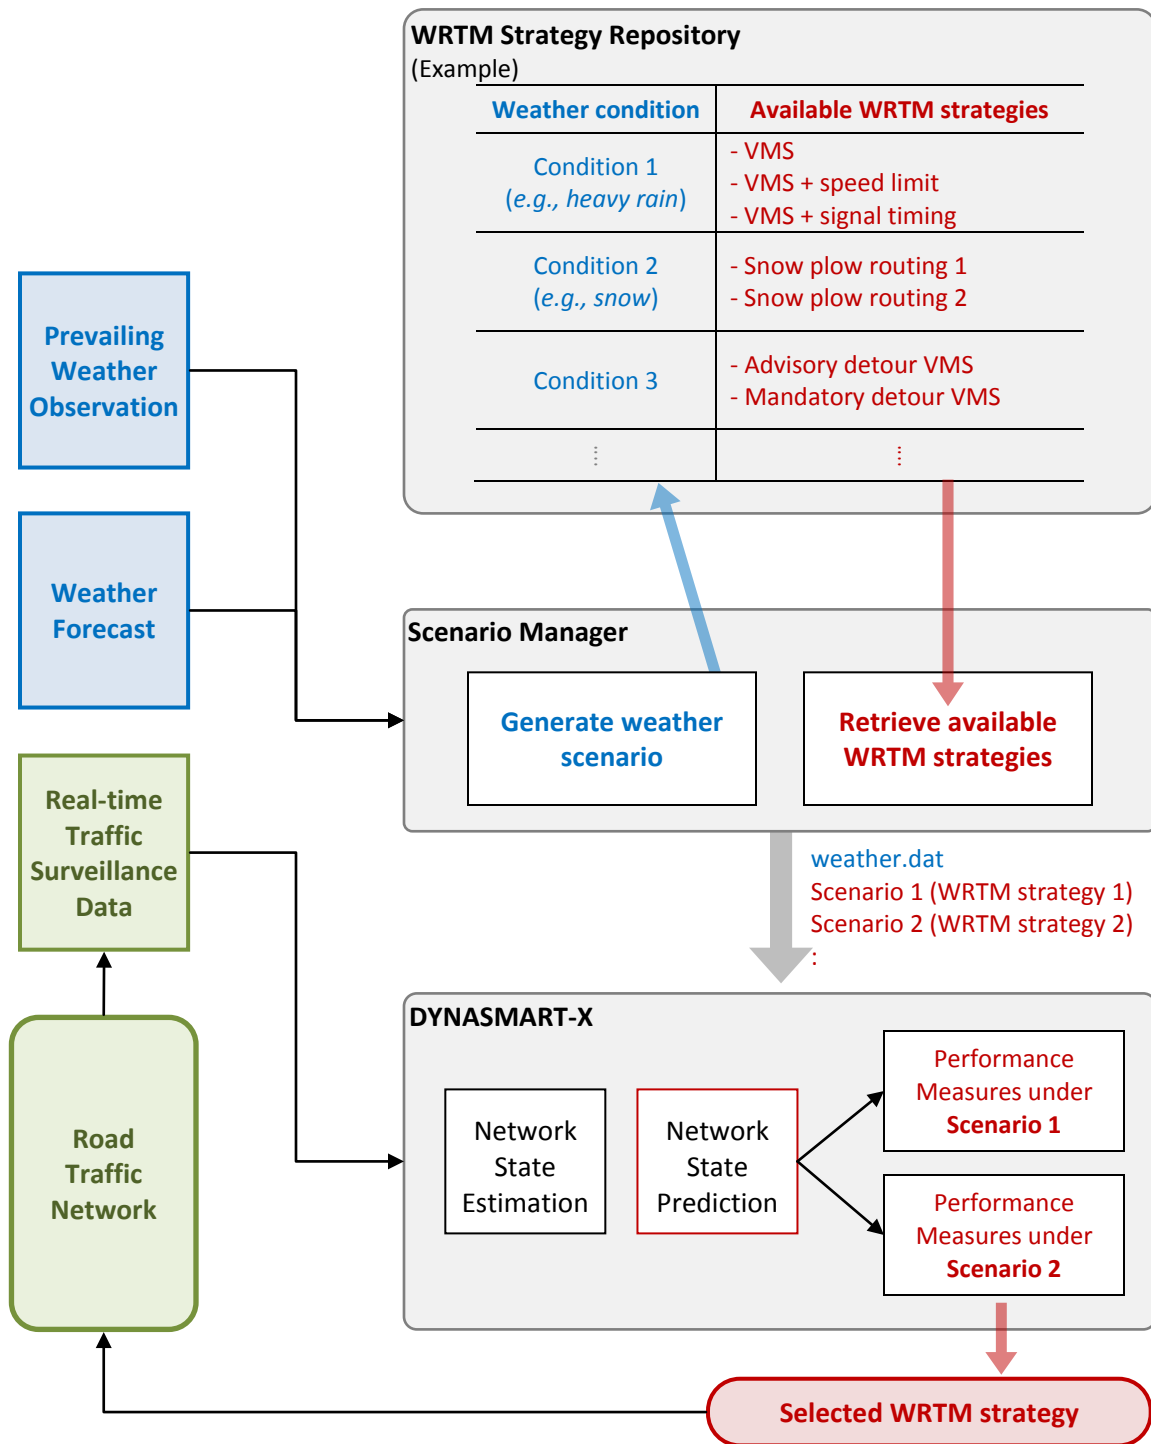 WRTM Strategy Repository
(Example)
Weather condition
Available WRTM strategies
Condition 1
(e.g., heavy rain)
- VMS
- VMS + speed limit
- VMS + signal timing
Condition 2
(e.g., snow)
- Snow plow routing 1
- Snow plow routing 2
Condition 3
- Advisory detour VMS
- Mandatory detour VMS
Prevailing
Weather
Observation
Weather
Forecast
Scenario Manager
Generate weather
scenario
Retrieve available
WRTM strategies
Real-time
Traffic
Surveillance
Data
weather.dat
Scenario 1 (WRTM strategy 1)
Scenario 2 (WRTM strategy 2)
:
DYNASMART-X
Network
State
Estimation
Network
State
Prediction
Performance
Measures under
Scenario 1
Performance
Measures under
Scenario 2
Road
Traffic
Network
Selected WRTM strategy